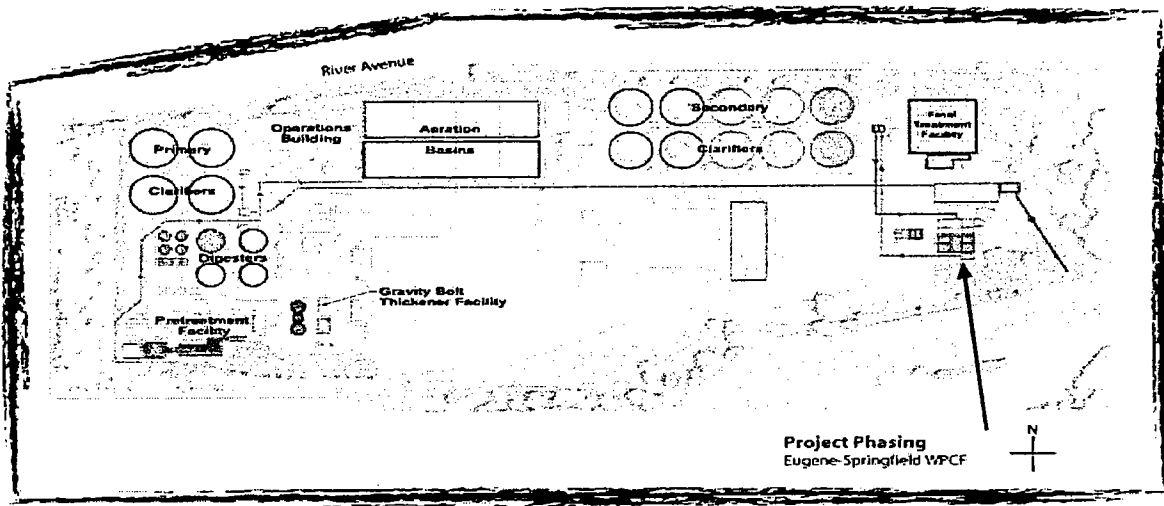 River Avenue
Primary
Clarifiers
Operations
Building
Aeration
Basins
Secondary
Clarifiers
Final
Treatment
Facility
Digesters
Gravity Bolt
Thickener Facility
Pretreatment
Facility
Project Phasing
Eugene-Springfield WPCF
N